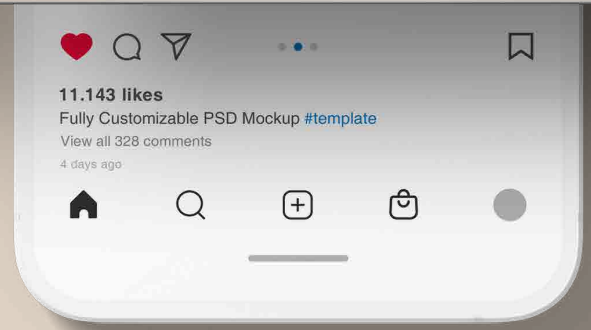 11.143 likes
Fully Customizable PSD Mockup #template
View all 328 comments
4 days ago